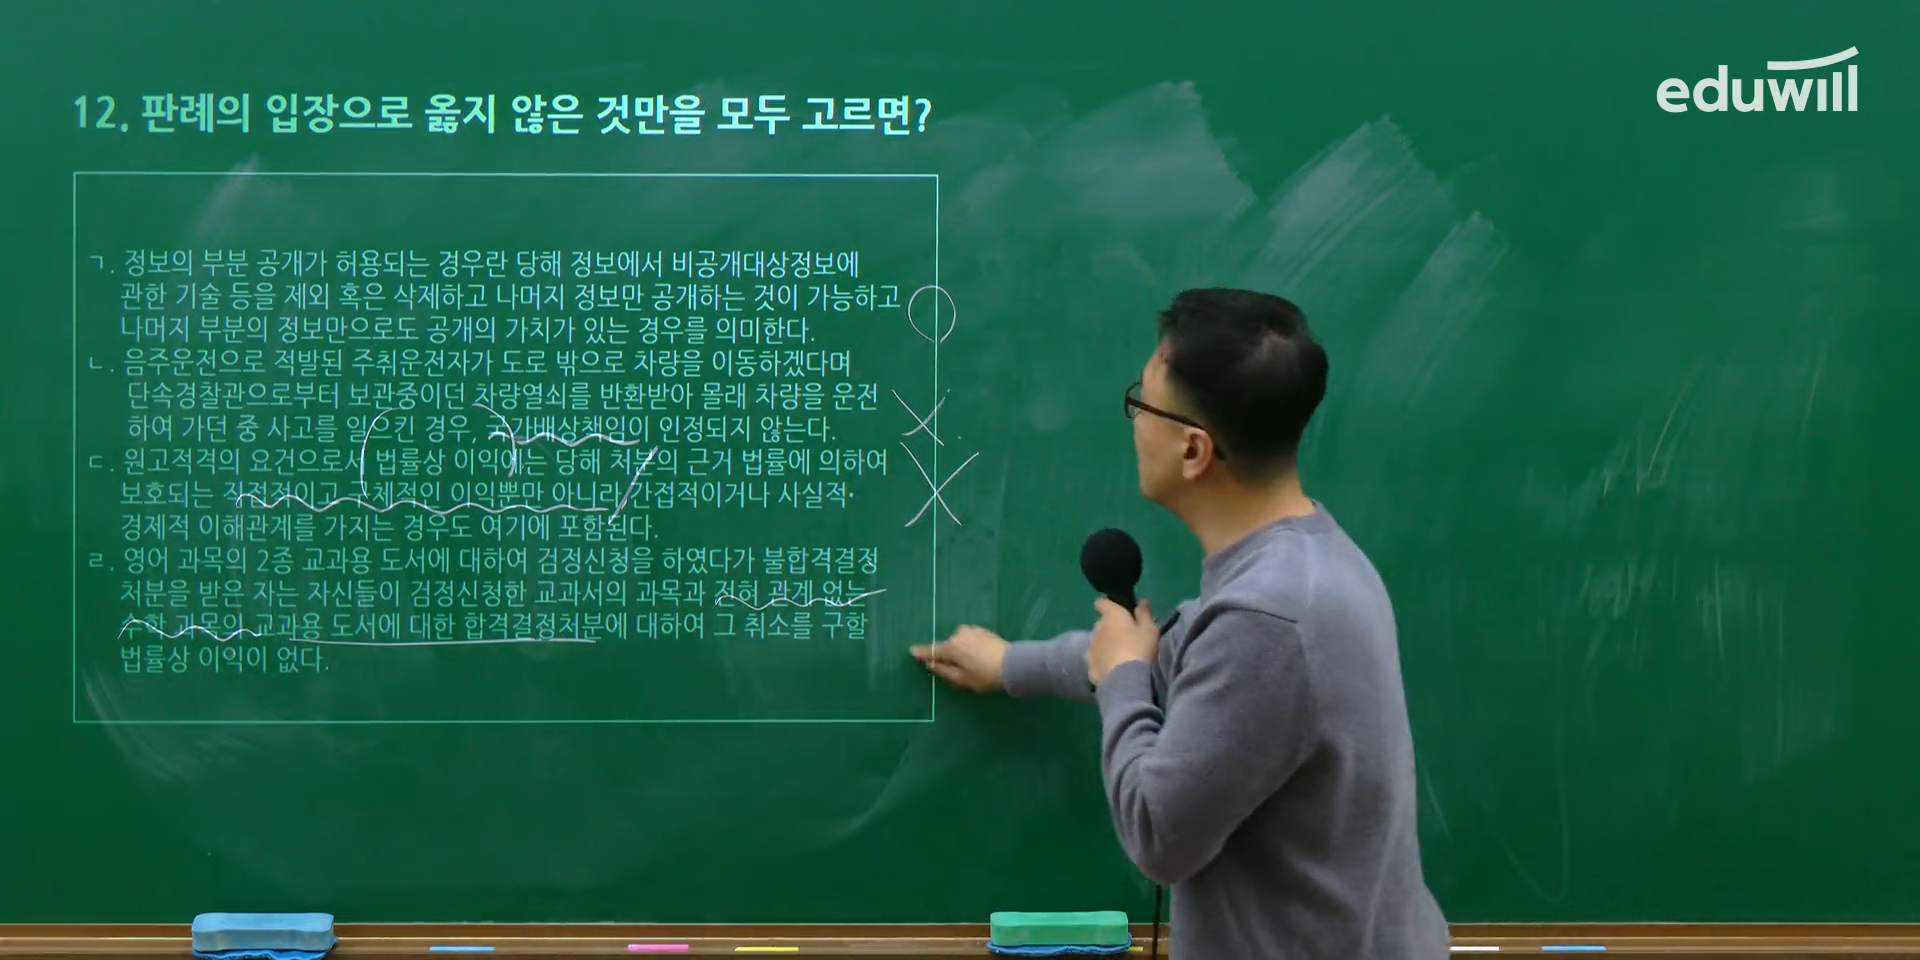 eduwill
12. 판례의 입장으로 옳지 않은 것만을 모두 고르면?
ㄱ. 정보의 부분 공개가 허용되는 경우란 당해 정보에서 비공개대상정보에
관한 기술 등을 제외 혹은 삭제하고 나머지 정보만 공개하는 것이 가능하고
나머지 부분의 정보만으로도 공개의 가치가 있는 경우를 의미한다.
ㄴ. 음주운전으로 적발된 주취운전자가 도로 밖으로 차량을 이동하겠다며
단속경찰관으로부터 보관중이던 차량열쇠를 반환받아 몰래 차량을 운전
하여 가던 중 사고를 일으킨 경우, 국가배상책임이 인정되지 않는다.
ㄷ. 원고적격의 요건으로서 법률상 이익에는 당해 처분의 근거 법률에 의하여
보호되는 직접적이고 구체적인 이익뿐만 아니라 간접적이거나 사실적·
경제적 이해관계를 가지는 경우도 여기에 포함된다.
ㄹ. 영어 과목의 2종 교과용 도서에 대하여 검정신청을 하였다가 불합격결정
처분을 받은 자는 자신들이 검정신청한 교과서의 과목과 전혀 관계 없는
수학 과목의 교과용 도서에 대한 합격결정처분에 대하여 그 취소를 구할
법률상 이익이 없다.